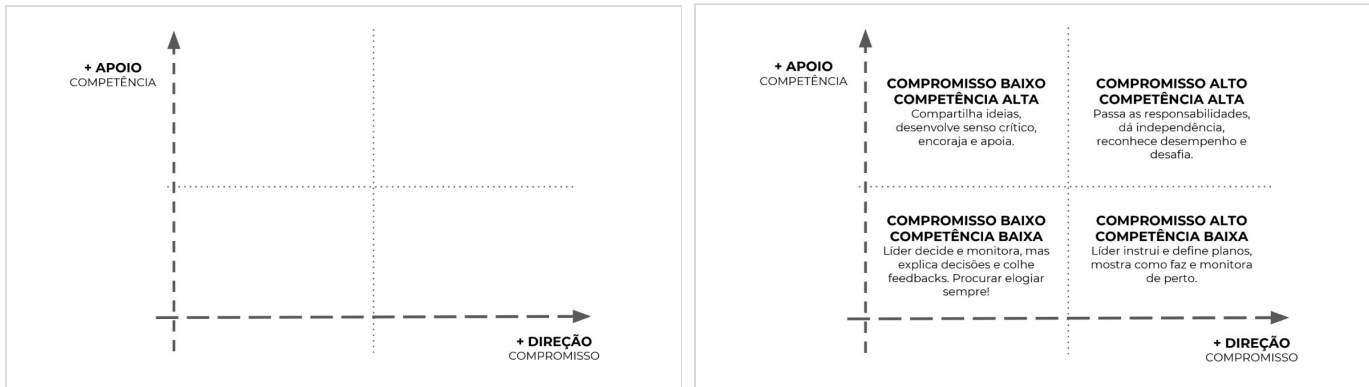 + APOIO
COMPETÊNCIA
+ DIREÇÃO
COMPROMISSO
+ APOIO
COMPETÊNCIA
COMPROMISSO BAIXO
COMPETÊNCIA ALTA
Compartilha ideias,
desenvolve senso crítico,
encoraja e apoia.
COMPROMISSO ALTO
COMPETÊNCIA ALTA
Passa as responsabilidades,
dá independência,
reconhece desempenho e
desafia.
COMPROMISSO BAIXO
COMPETÊNCIA BAIXA
Líder decide e monitora, mas
explica decisões e colhe
feedbacks. Procurar elogiar
sempre!
COMPROMISSO ALTO
COMPETÊNCIA BAIXA
Líder instrui e define planos,
mostra como faz e monitora
de perto.
+ DIREÇÃO
COMPROMISSO